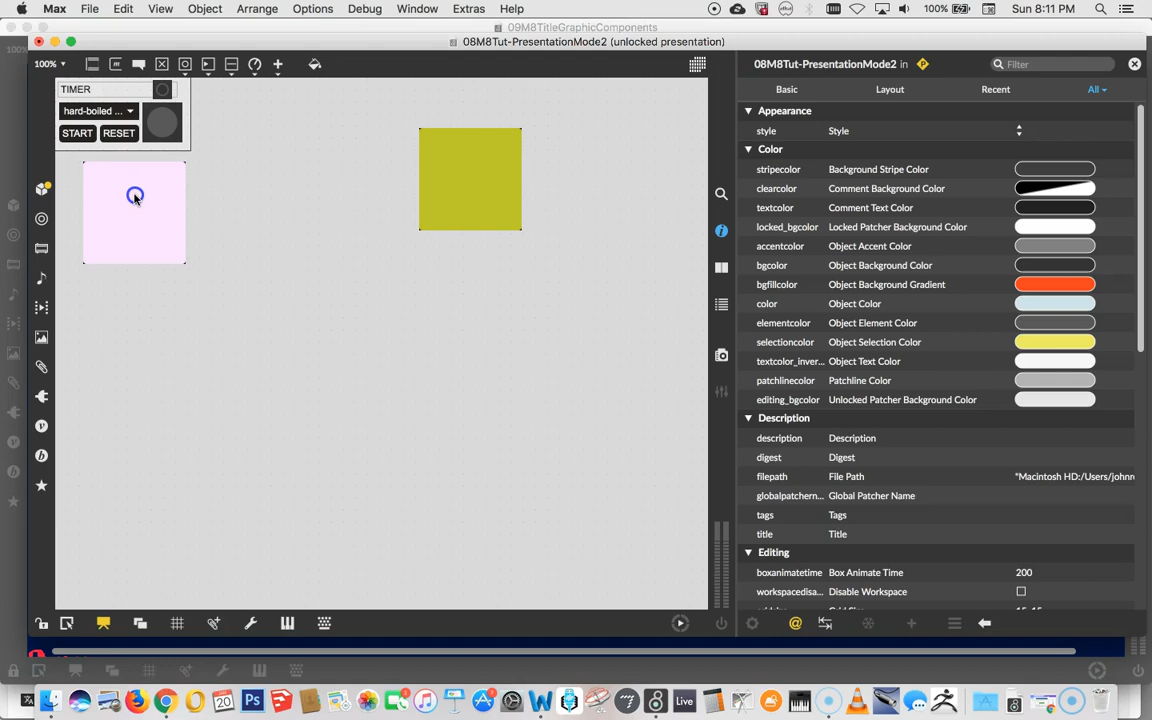 Max File Edit View Object Arrange Options Debug Window Extras Help
100% Sun 8:11 PM
09M8TitleGraphicComponents
08M8Tut-PresentationMode2 (unlocked presentation)
100%
08M8Tut-PresentationMode2 in P
Filter
Basic Layout Recent All
TIMER
hard-boiled ...
START RESET
Appearance
style Style
Color
stripecolor Background Stripe Color
clearcolor Comment Background Color
textcolor Comment Text Color
locked_bgcolor Locked Patcher Background Color
accentcolor Object Accent Color
bgcolor Object Background Color
bgfillcolor Object Background Gradient
color Object Color
elementcolor Object Element Color
selectioncolor Object Selection Color
textcolor_inver... Object Text Color
patchlinecolor Patchline Color
editing_bgcolor Unlocked Patcher Background Color
Description
description Description
digest Digest
filepath File Path "Macintosh HD:/Users/johnr
globalpatchern... Global Patcher Name
tags Tags
title Title
Editing
boxanimatetime Box Animate Time 200
workspacedisa... Disable Workspace
20
Ps
Live